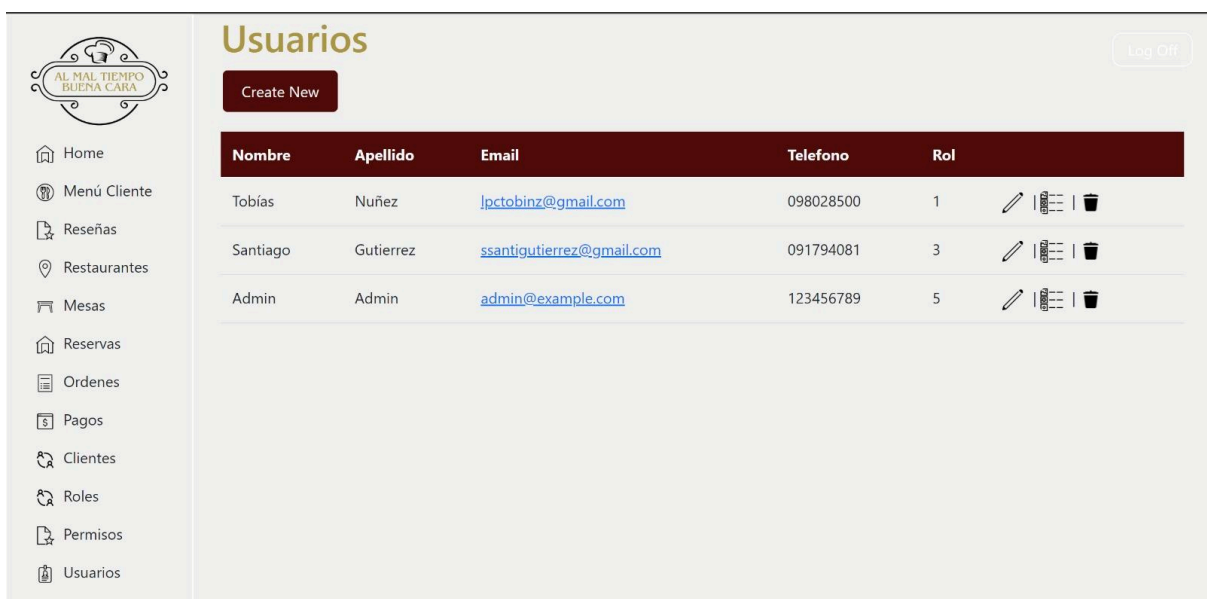 AL MAL TIEMPO
BUENA CARA
Home
Menú Cliente
Reseñas
Restaurantes
Mesas
Reservas
Ordenes
Pagos
Clientes
Roles
Permisos
Usuarios
Usuarios
Log Off
Create New
Nombre Apellido Email Telefono Rol
Tobías Nuñez lpctobinz@gmail.com 098028500 1 | |
Santiago Gutierrez ssantigutierrez@gmail.com 091794081 3 | |
Admin Admin admin@example.com 123456789 5 | |